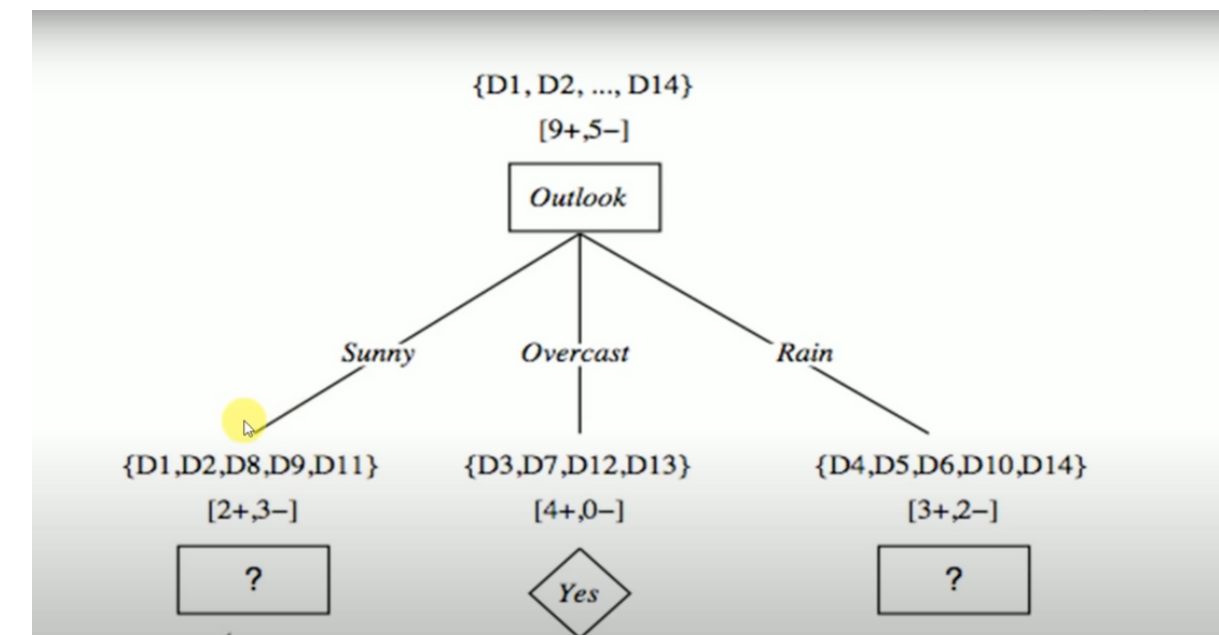 {D1, D2, ..., D14}
[9+,5−]
Outlook
Sunny
Overcast
Rain
{D1,D2,D8,D9,D11}
{D3,D7,D12,D13}
{D4,D5,D6,D10,D14}
[2+,3−]
[4+,0−]
[3+,2−]
?
Yes
?